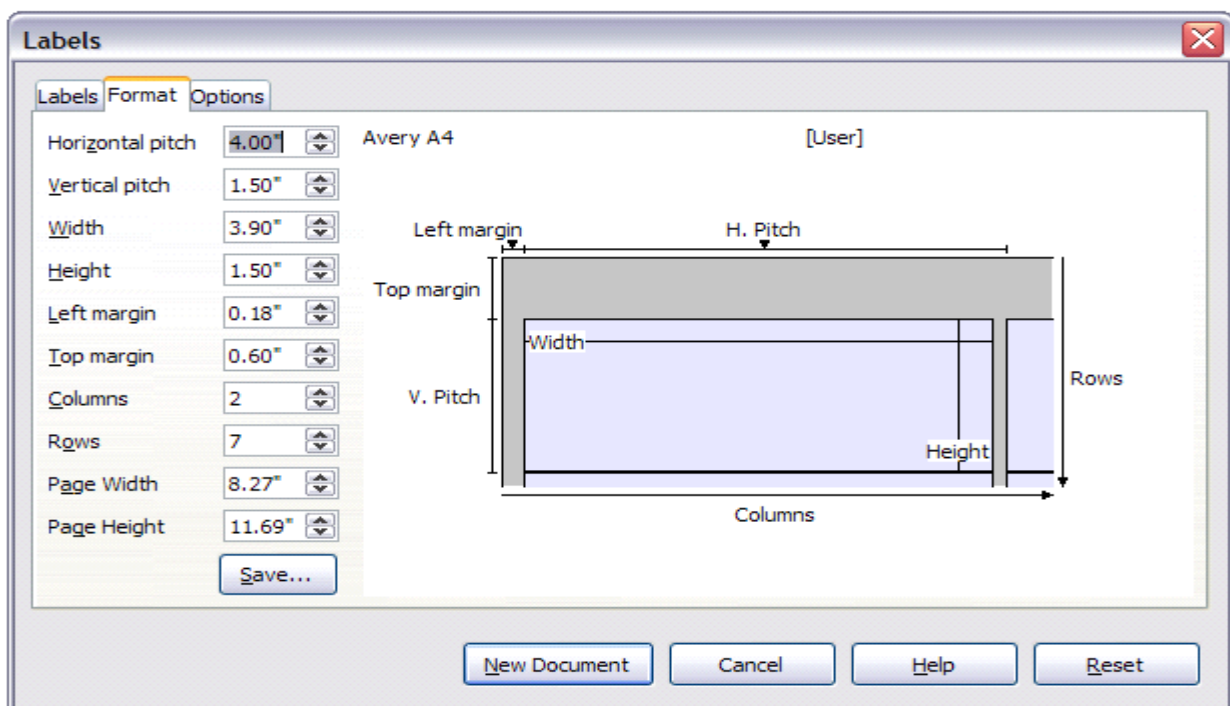 Labels
Labels Format Options
Horizontal pitch 4.00" Avery A4 [User]
Vertical pitch 1.50"
Width 3.90" Left margin H. Pitch
Height 1.50"
Left margin 0.18" Top margin
Top margin 0.60" Width
Columns 2 V. Pitch Rows
Rows 7 Height
Page Width 8.27"
Page Height 11.69" Columns
Save...
New Document Cancel Help Reset